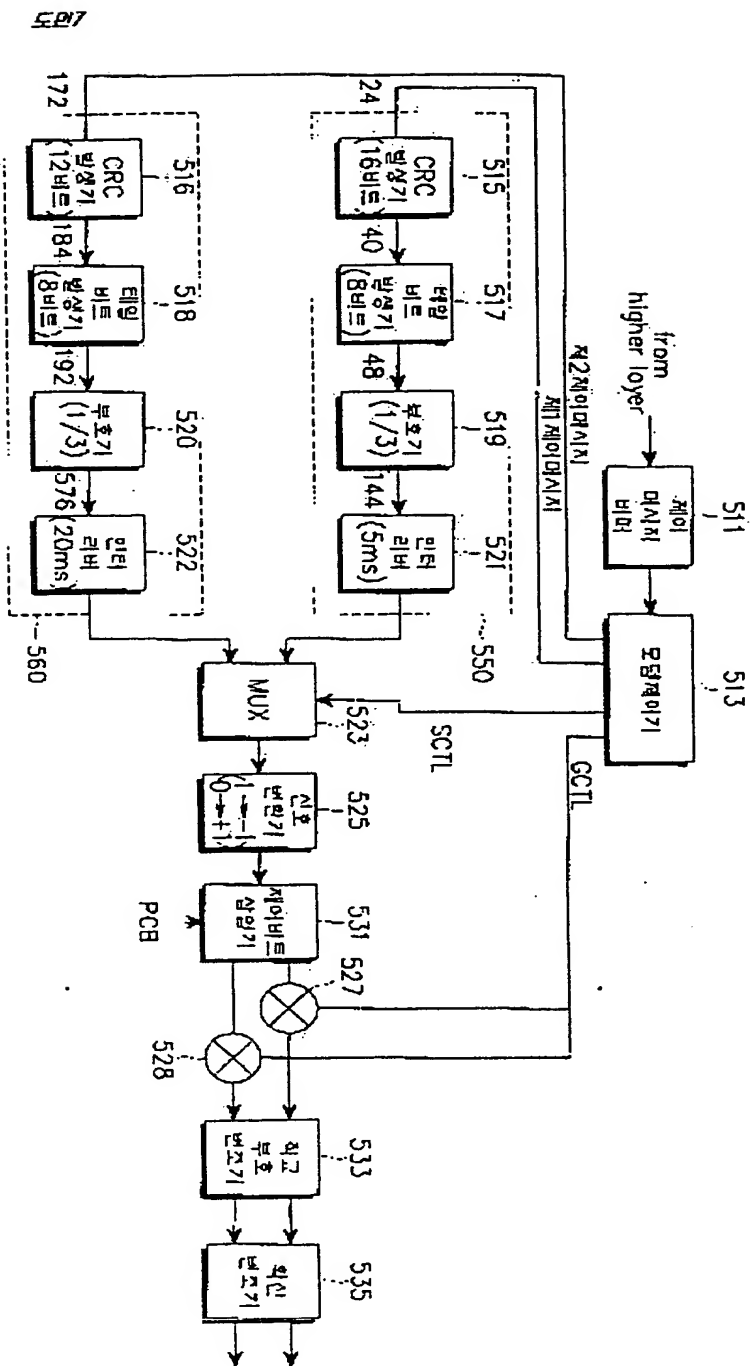 도면7
from
higher loyer
제어
메시지
버퍼
511
모뎀제어기
513
제2제어메시지
제1제어메시지
SCTL
GCTL
24
CRC
발생기
(16비트)
515
40
테일
비트
발생기
(8비트)
517
48
부호기
(1/3)
519
144
인터
리버
(5ms)
521
550
172
CRC
발생기
(12비트)
516
184
테일
비트
발생기
(8비트)
518
192
부호기
(1/3)
520
576
인터
리버
(20ms)
522
560
MUX
523
신호
변환기
(1→-1
0→+1)
525
제어비트
삽입기
531
PCB
527
528
직교
부호
변조기
533
확산
변조기
535